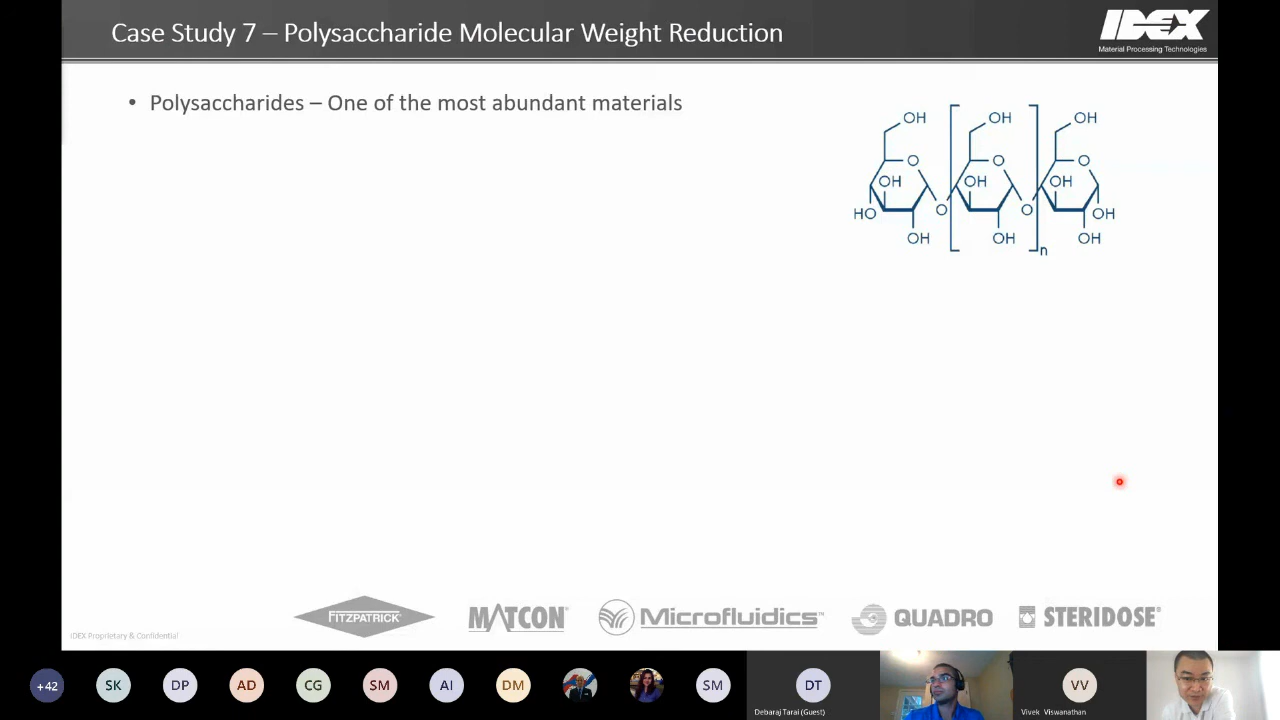 Case Study 7 – Polysaccharide Molecular Weight Reduction
IDEX
Material Processing Technologies
• Polysaccharides – One of the most abundant materials
OH OH OH
O O O
OH OH OH
HO O O OH
OH OH OH
n
FITZPATRICK®
MATCON®
Microfluidics™
QUADRO
STERIDOSE®
IDEX Proprietary & Confidential
+42
SK
DP
AD
CG
SM
AI
DM
SM
DT
Debaraj Tarai (Guest)
VV
Vivek Viswanathan